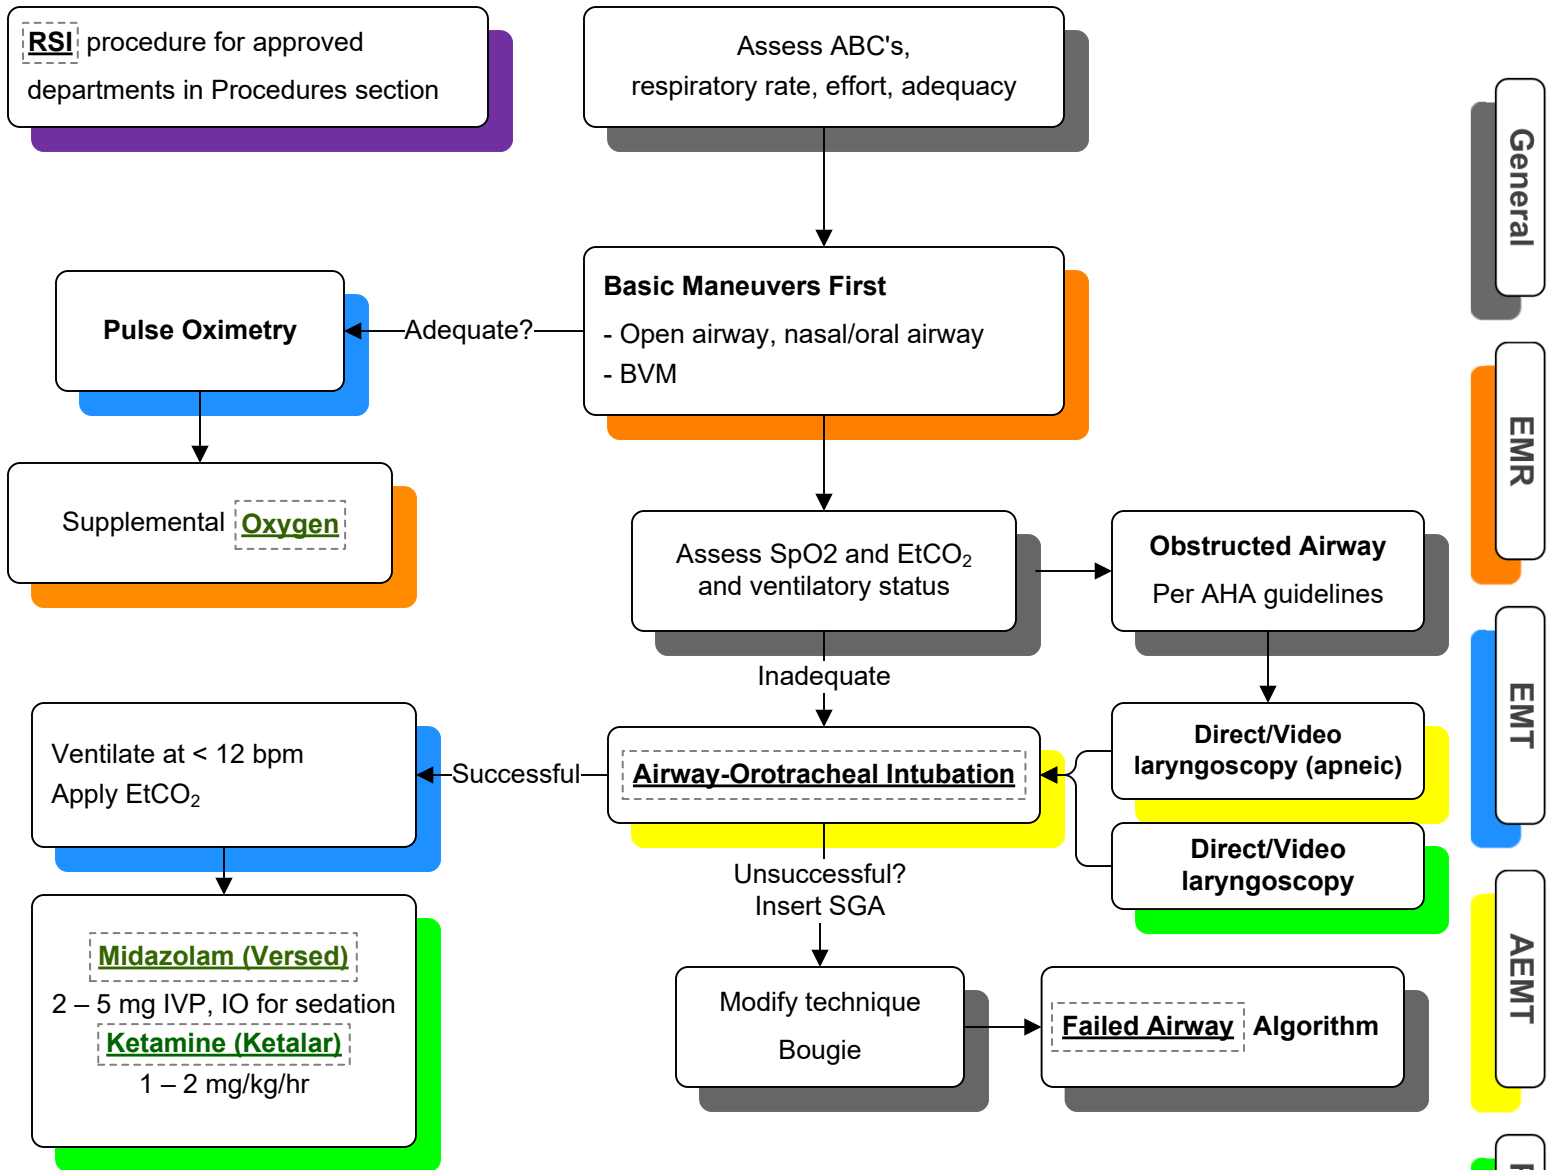 RSI procedure for approved
departments in Procedures section
Assess ABC's,
respiratory rate, effort, adequacy
Basic Maneuvers First
- Open airway, nasal/oral airway
- BVM
Adequate?
Pulse Oximetry
Supplemental Oxygen
Assess SpO2 and EtCO₂
and ventilatory status
Obstructed Airway
Per AHA guidelines
Inadequate
Direct/Video
laryngoscopy (apneic)
Direct/Video
laryngoscopy
Airway-Orotracheal Intubation
Successful
Ventilate at < 12 bpm
Apply EtCO₂
Midazolam (Versed)
2 – 5 mg IVP, IO for sedation
Ketamine (Ketalar)
1 – 2 mg/kg/hr
Unsuccessful?
Insert SGA
Modify technique
Bougie
Failed Airway Algorithm
General
EMR
EMT
AEMT